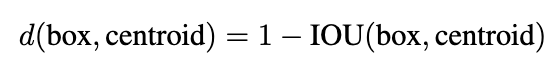 d(box, centroid) = 1 − IOU(box, centroid)